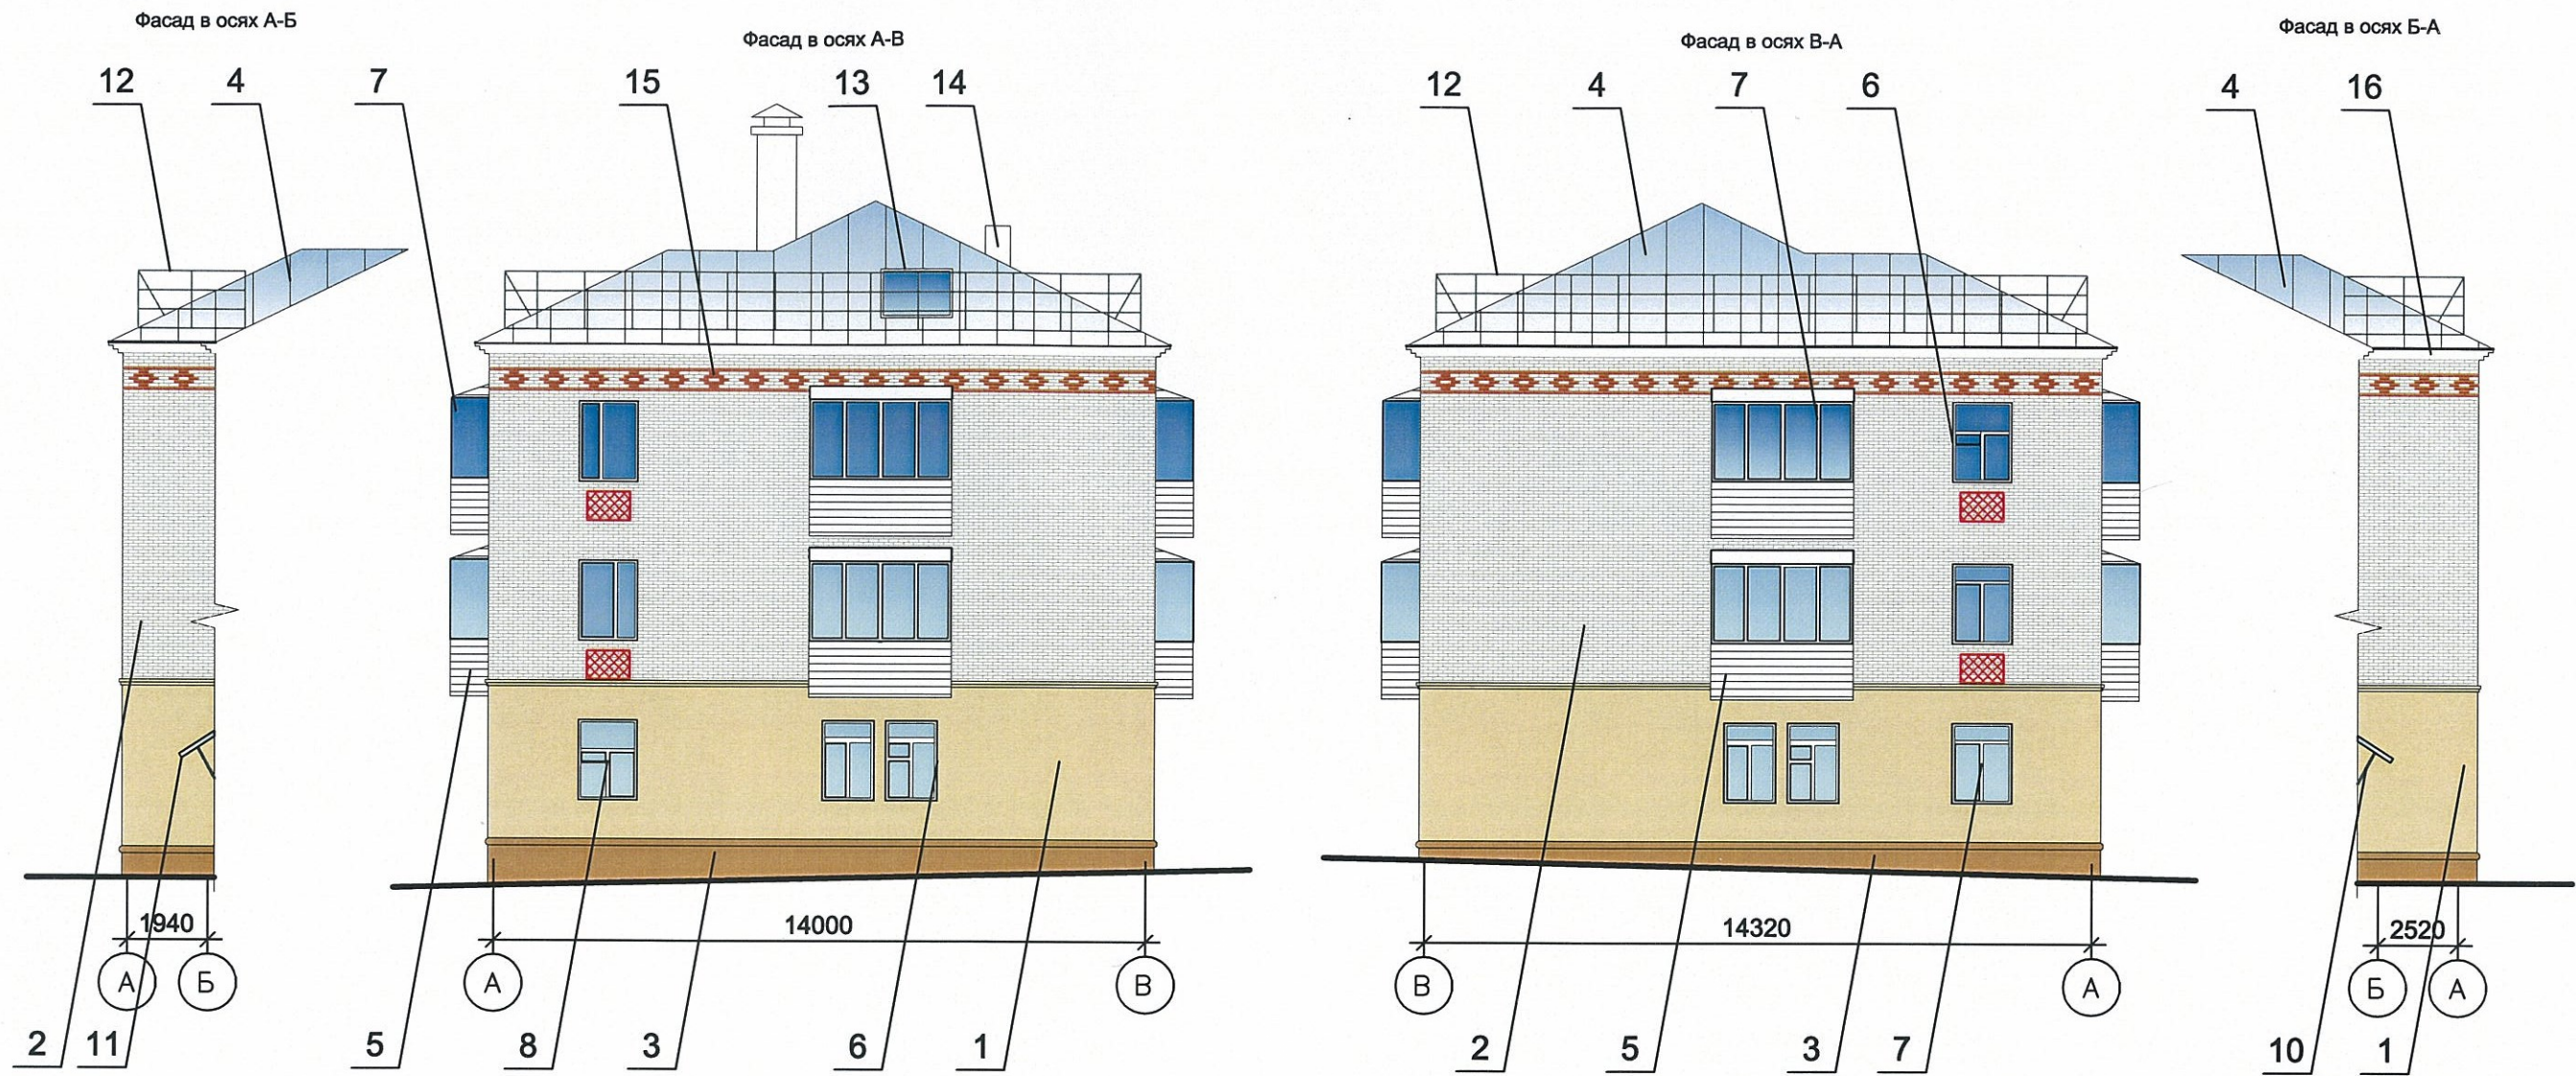 Фасад в осях А-Б
Фасад в осях А-В
Фасад в осях В-А
Фасад в осях Б-А
12 4 7 15 13 14 12 4 7 6 4 16
1940 14000 14320 2520
А Б А В В А Б А
2 11 5 8 3 6 1 2 5 3 7 10 1